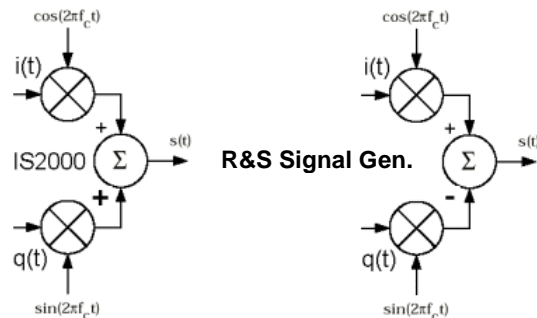 cos(2πf_c t)
i(t)
+
IS2000
Σ
s(t)
+
q(t)
sin(2πf_c t)
R&S Signal Gen.
cos(2πf_c t)
i(t)
+
Σ
s(t)
-
q(t)
sin(2πf_c t)